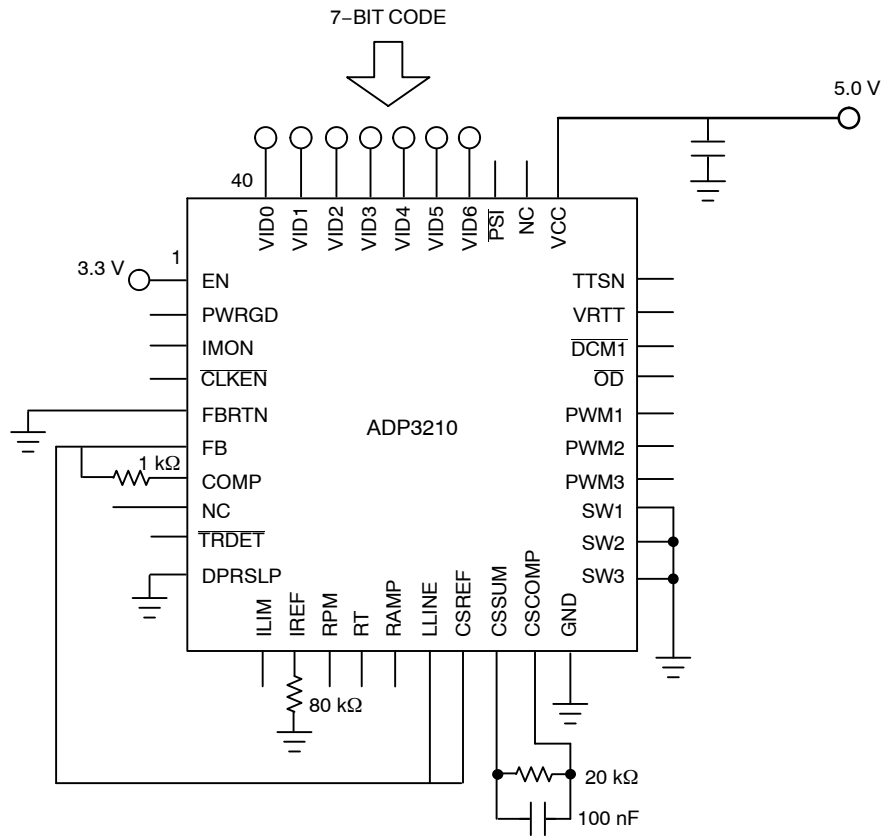 7–BIT CODE
5.0 V
40
VID0
VID1
VID2
VID3
VID4
VID5
VID6
PSI
NC
VCC
3.3 V
1
EN
PWRGD
IMON
CLKEN
FBRTN
FB
1 kΩ
COMP
NC
TRDET
DPRSLP
ADP3210
TTSN
VRTT
DCM1
OD
PWM1
PWM2
PWM3
SW1
SW2
SW3
ILIM
IREF
RPM
RT
RAMP
LLINE
CSREF
CSSUM
CSCOMP
GND
80 kΩ
20 kΩ
100 nF